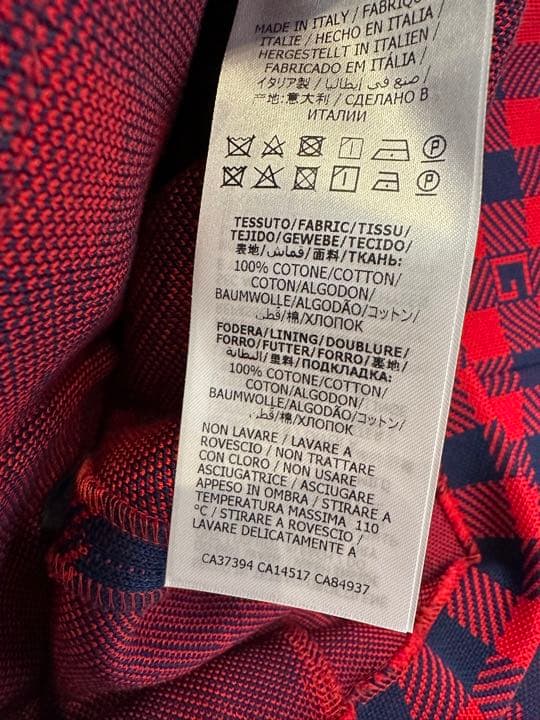 MADE IN ITALY / FABRIQUÉ
ITALIE / HECHO EN ITALIA /
HERGESTELLT IN ITALIEN /
FABRICADO EM ITÁLIA /
イタリア製 / صنع في إيطاليا /
产地:意大利 / СДЕЛАНО В
ИТАЛИИ
P
P
TESSUTO/FABRIC/TISSU/
TEJIDO/GEWEBE/TECIDO/
表地/قماش/面料/ТКАНЬ:
100% COTONE/COTTON/
COTON/ALGODON/
BAUMWOLLE/ALGODÃO/コットン/
قطن/棉/ХЛОПОК
FODERA/LINING/DOUBLURE/
FORRO/FUTTER/FORRO/裏地/
البطانة/里料/ПОДКЛАДКА:
100% COTONE/COTTON/
COTON/ALGODON/
BAUMWOLLE/ALGODÃO/コットン/
قطن/棉/ХЛОПОК
NON LAVARE / LAVARE A
ROVESCIO / NON TRATTARE
CON CLORO / NON USARE
ASCIUGATRICE / ASCIUGARE
APPESO IN OMBRA / STIRARE A
TEMPERATURA MASSIMA 110
°C / STIRARE A ROVESCIO /
LAVARE DELICATAMENTE A
CA37394 CA14517 CA84937
G